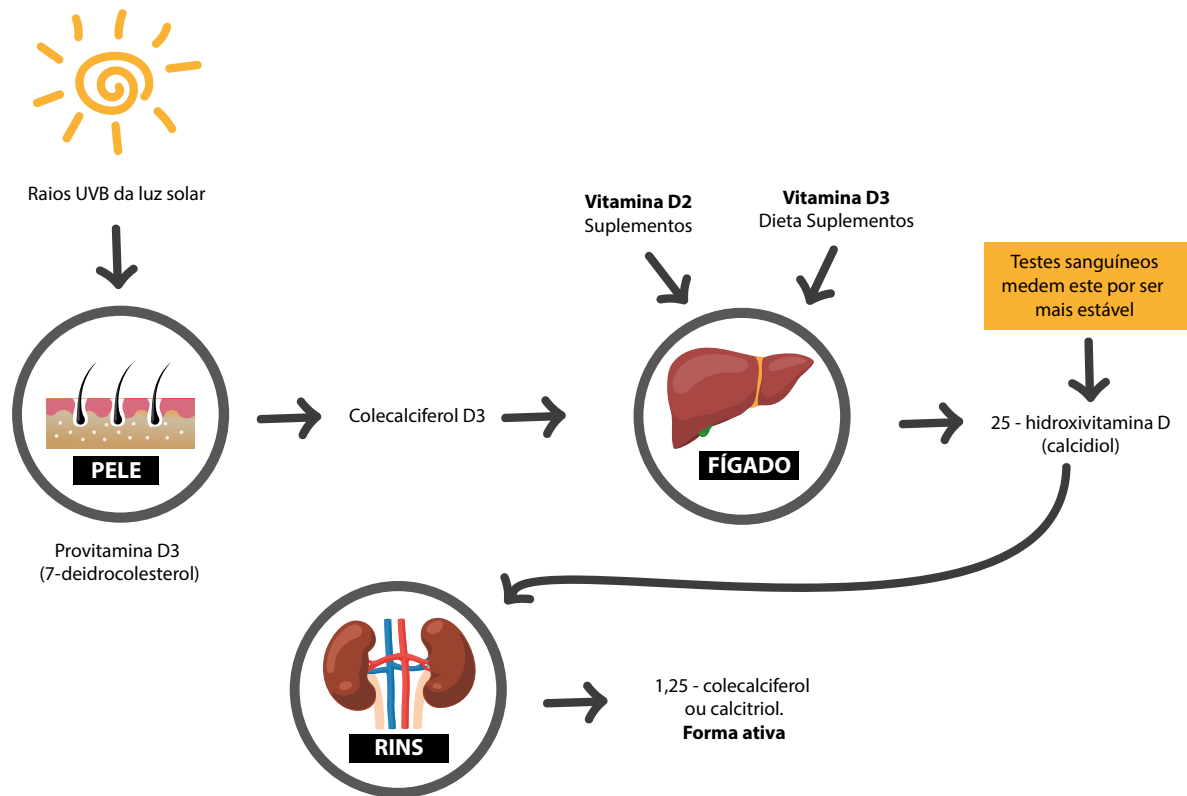 Raios UVB da luz solar
PELE
Provitamina D3
(7-deidrocolesterol)
Colecalciferol D3
Vitamina D2
Suplementos
Vitamina D3
Dieta Suplementos
FÍGADO
Testes sanguíneos
medem este por ser
mais estável
25 - hidroxivitamina D
(calcidiol)
RINS
1,25 - colecalciferol
ou calcitriol.
Forma ativa